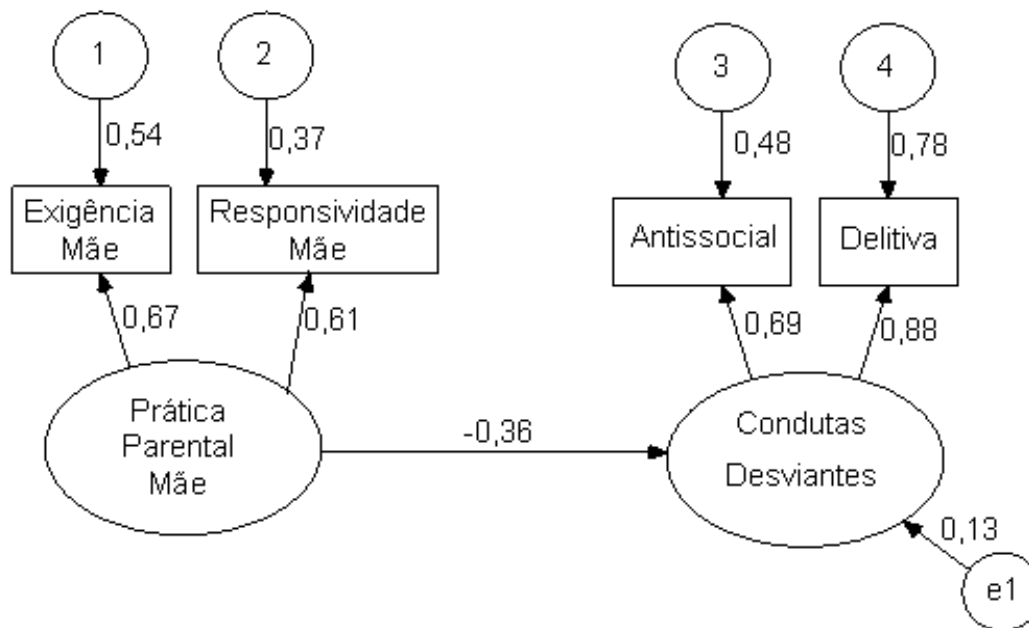 1
2
3
4
0,54
0,37
0,48
0,78
Exigência
Mãe
Responsividade
Mãe
Antissocial
Delitiva
0,67
0,61
0,69
0,88
Prática
Parental
Mãe
-0,36
Condutas
Desviantes
0,13
e1